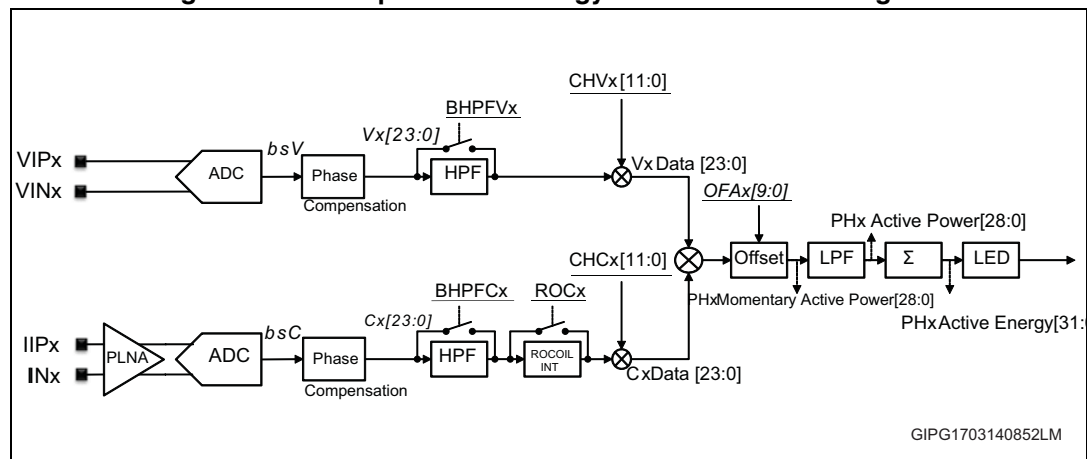 CHVx[11:0]
BHPFVx
Vx[23:0]
bsV
VIPx
VINx
ADC
Phase
Compensation
HPF
Vx Data [23:0]
OFAx[9:0]
PHx Active Power[28:0]
Offset
LPF
Σ
LED
PHxMomentary Active Power[28:0]
PHxActive Energy[31:0
CHCx[11:0]
BHPFCx
ROCx
Cx[23:0]
bsC
IIPx
INx
PLNA
ADC
Phase
Compensation
HPF
ROCOIL
INT
CxData [23:0]
GIPG1703140852LM